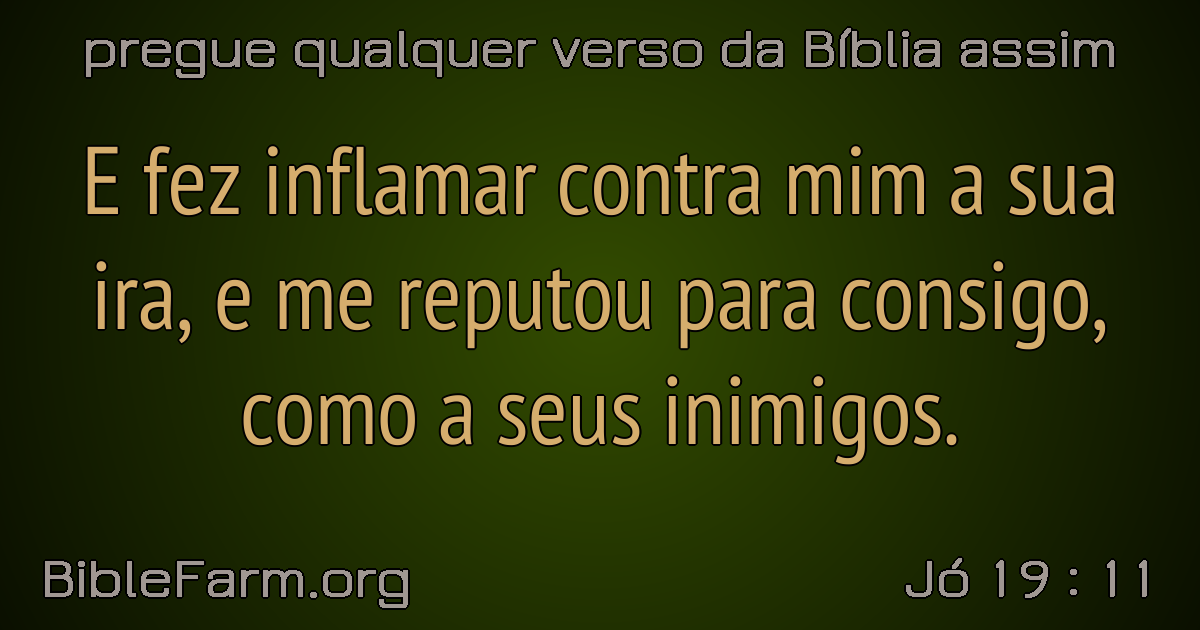 pregue qualquer verso da Bíblia assim
E fez inflamar contra mim a sua
ira, e me reputou para consigo,
como a seus inimigos.
BibleFarm.org
Jó 19 : 11